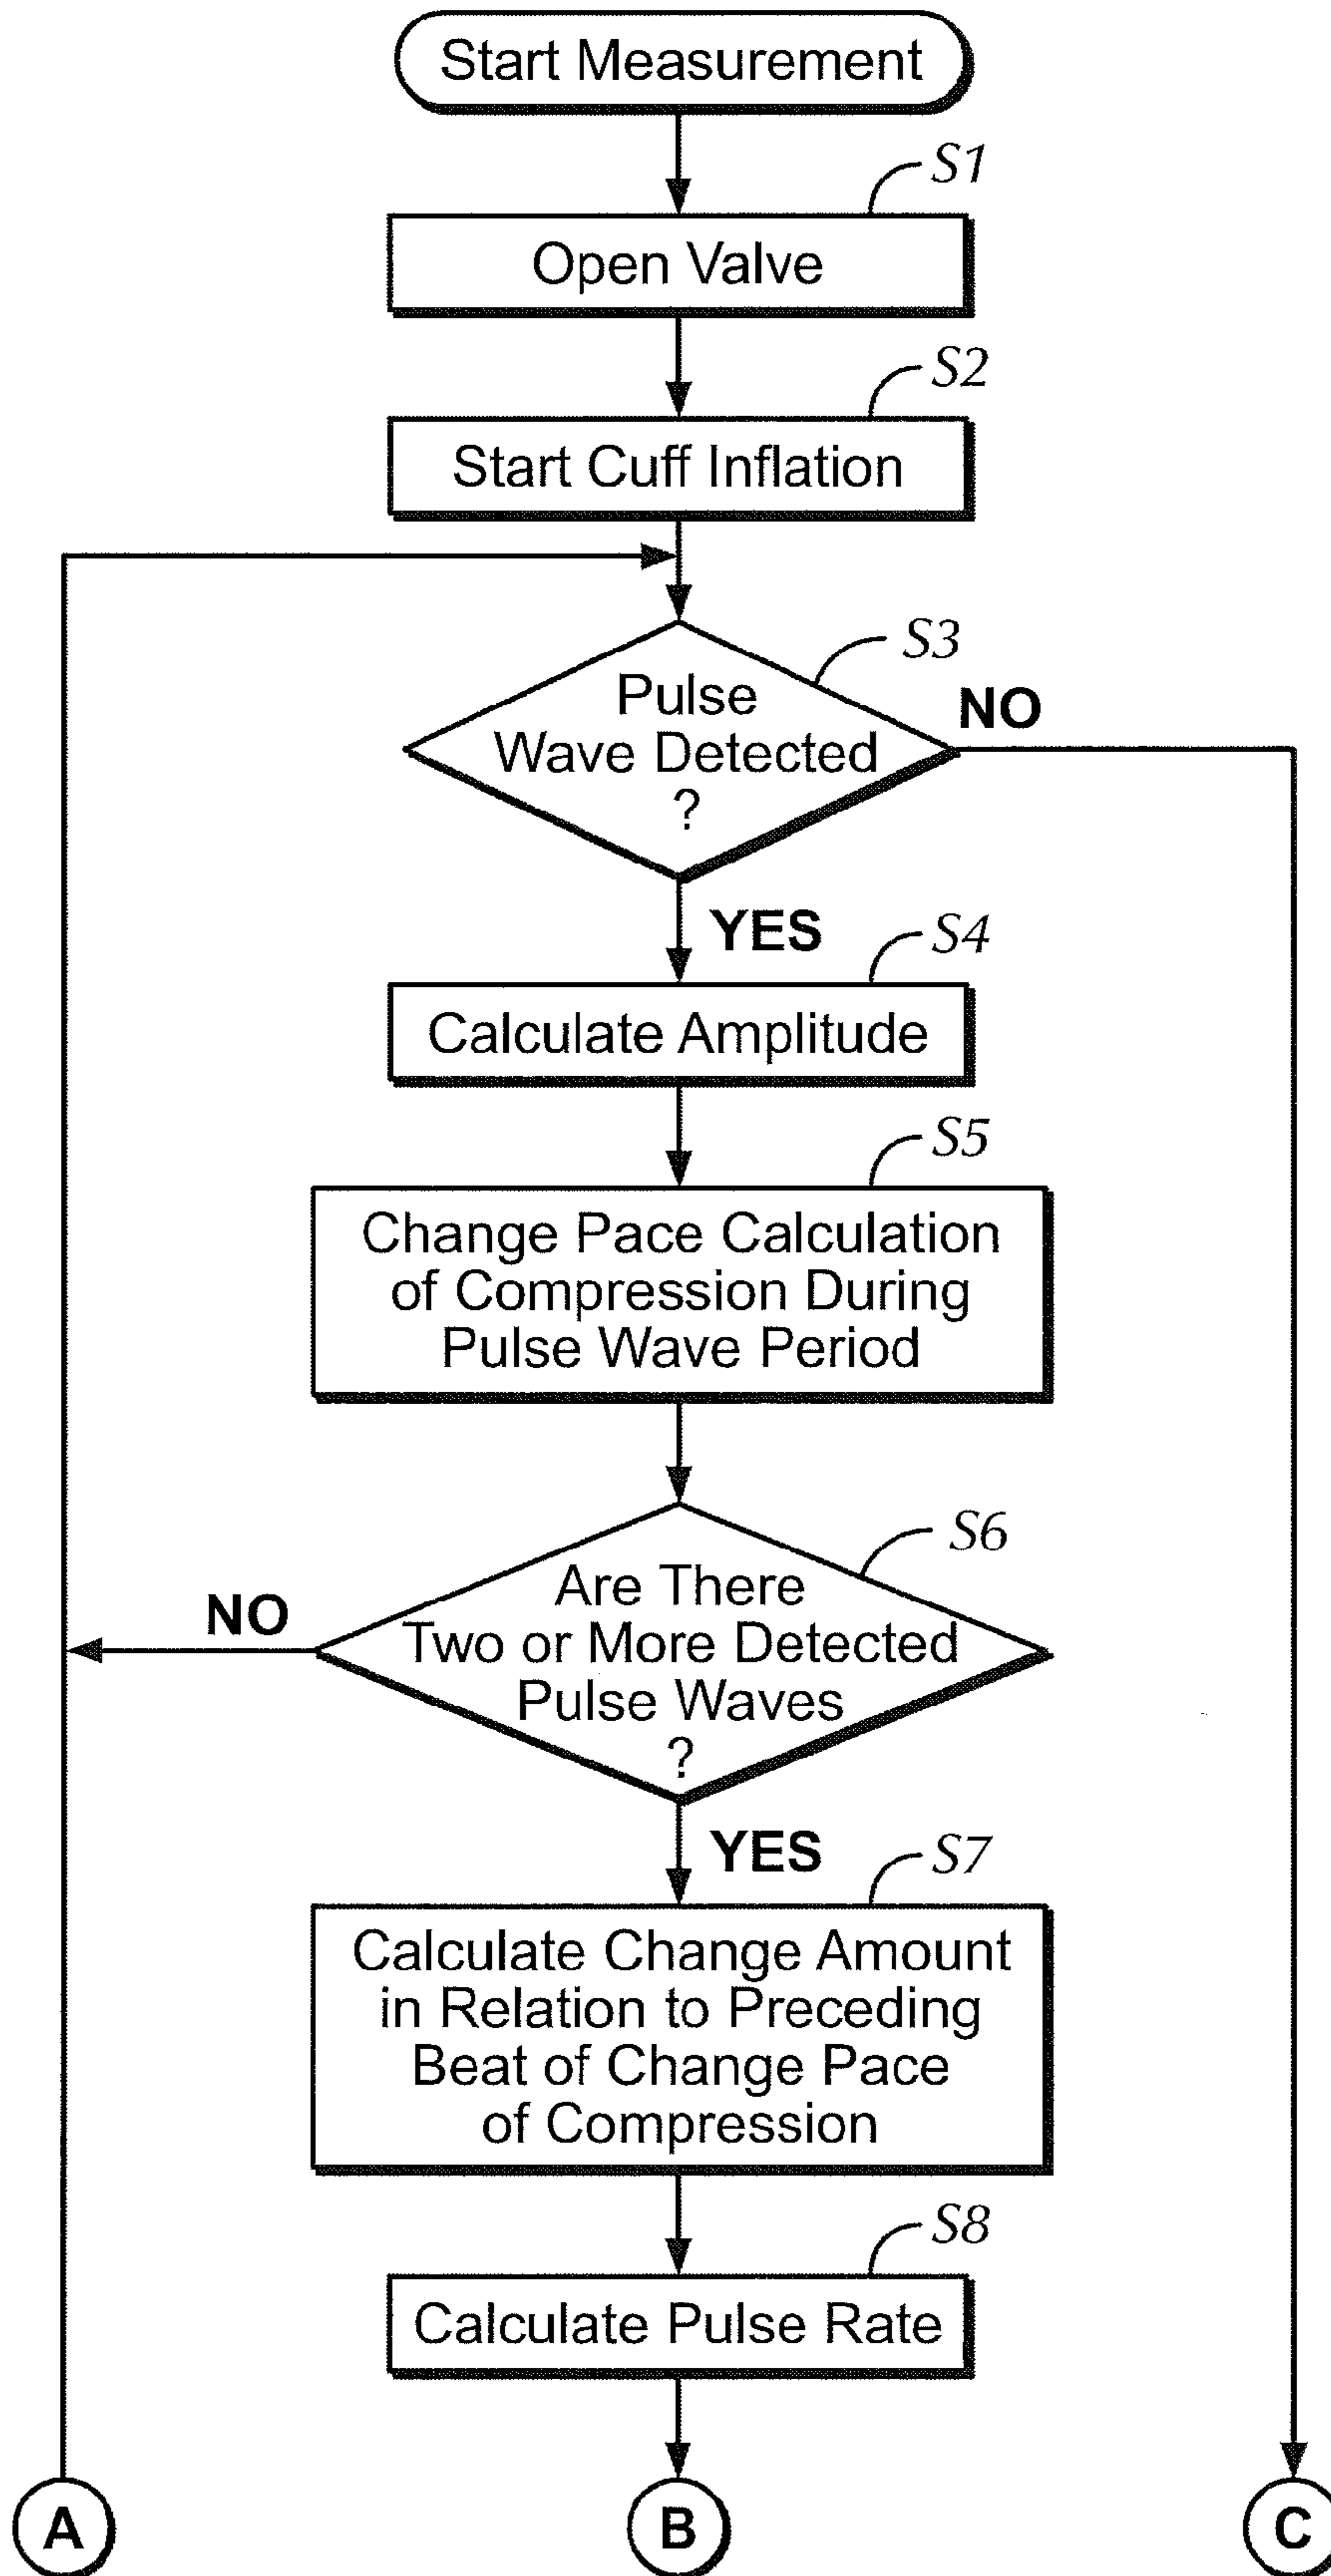 Start Measurement
S1
Open Valve
S2
Start Cuff Inflation
S3
Pulse
Wave Detected
?
NO
YES
S4
Calculate Amplitude
S5
Change Pace Calculation
of Compression During
Pulse Wave Period
S6
Are There
Two or More Detected
Pulse Waves
?
NO
YES
S7
Calculate Change Amount
in Relation to Preceding
Beat of Change Pace
of Compression
S8
Calculate Pulse Rate
A
B
C